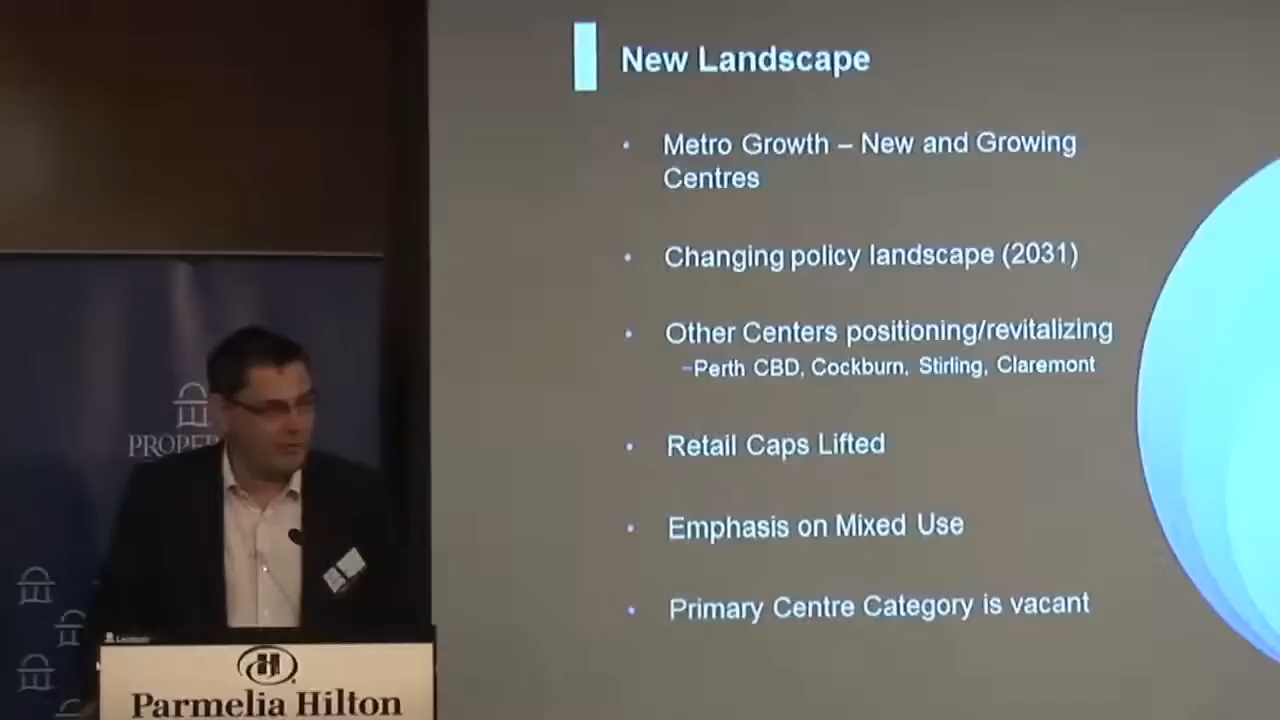 New Landscape
• Metro Growth – New and Growing
Centres
• Changing policy landscape (2031)
• Other Centers positioning/revitalizing
–Perth CBD, Cockburn, Stirling, Claremont
• Retail Caps Lifted
• Emphasis on Mixed Use
• Primary Centre Category is vacant
PROPER
H
Parmelia Hilton